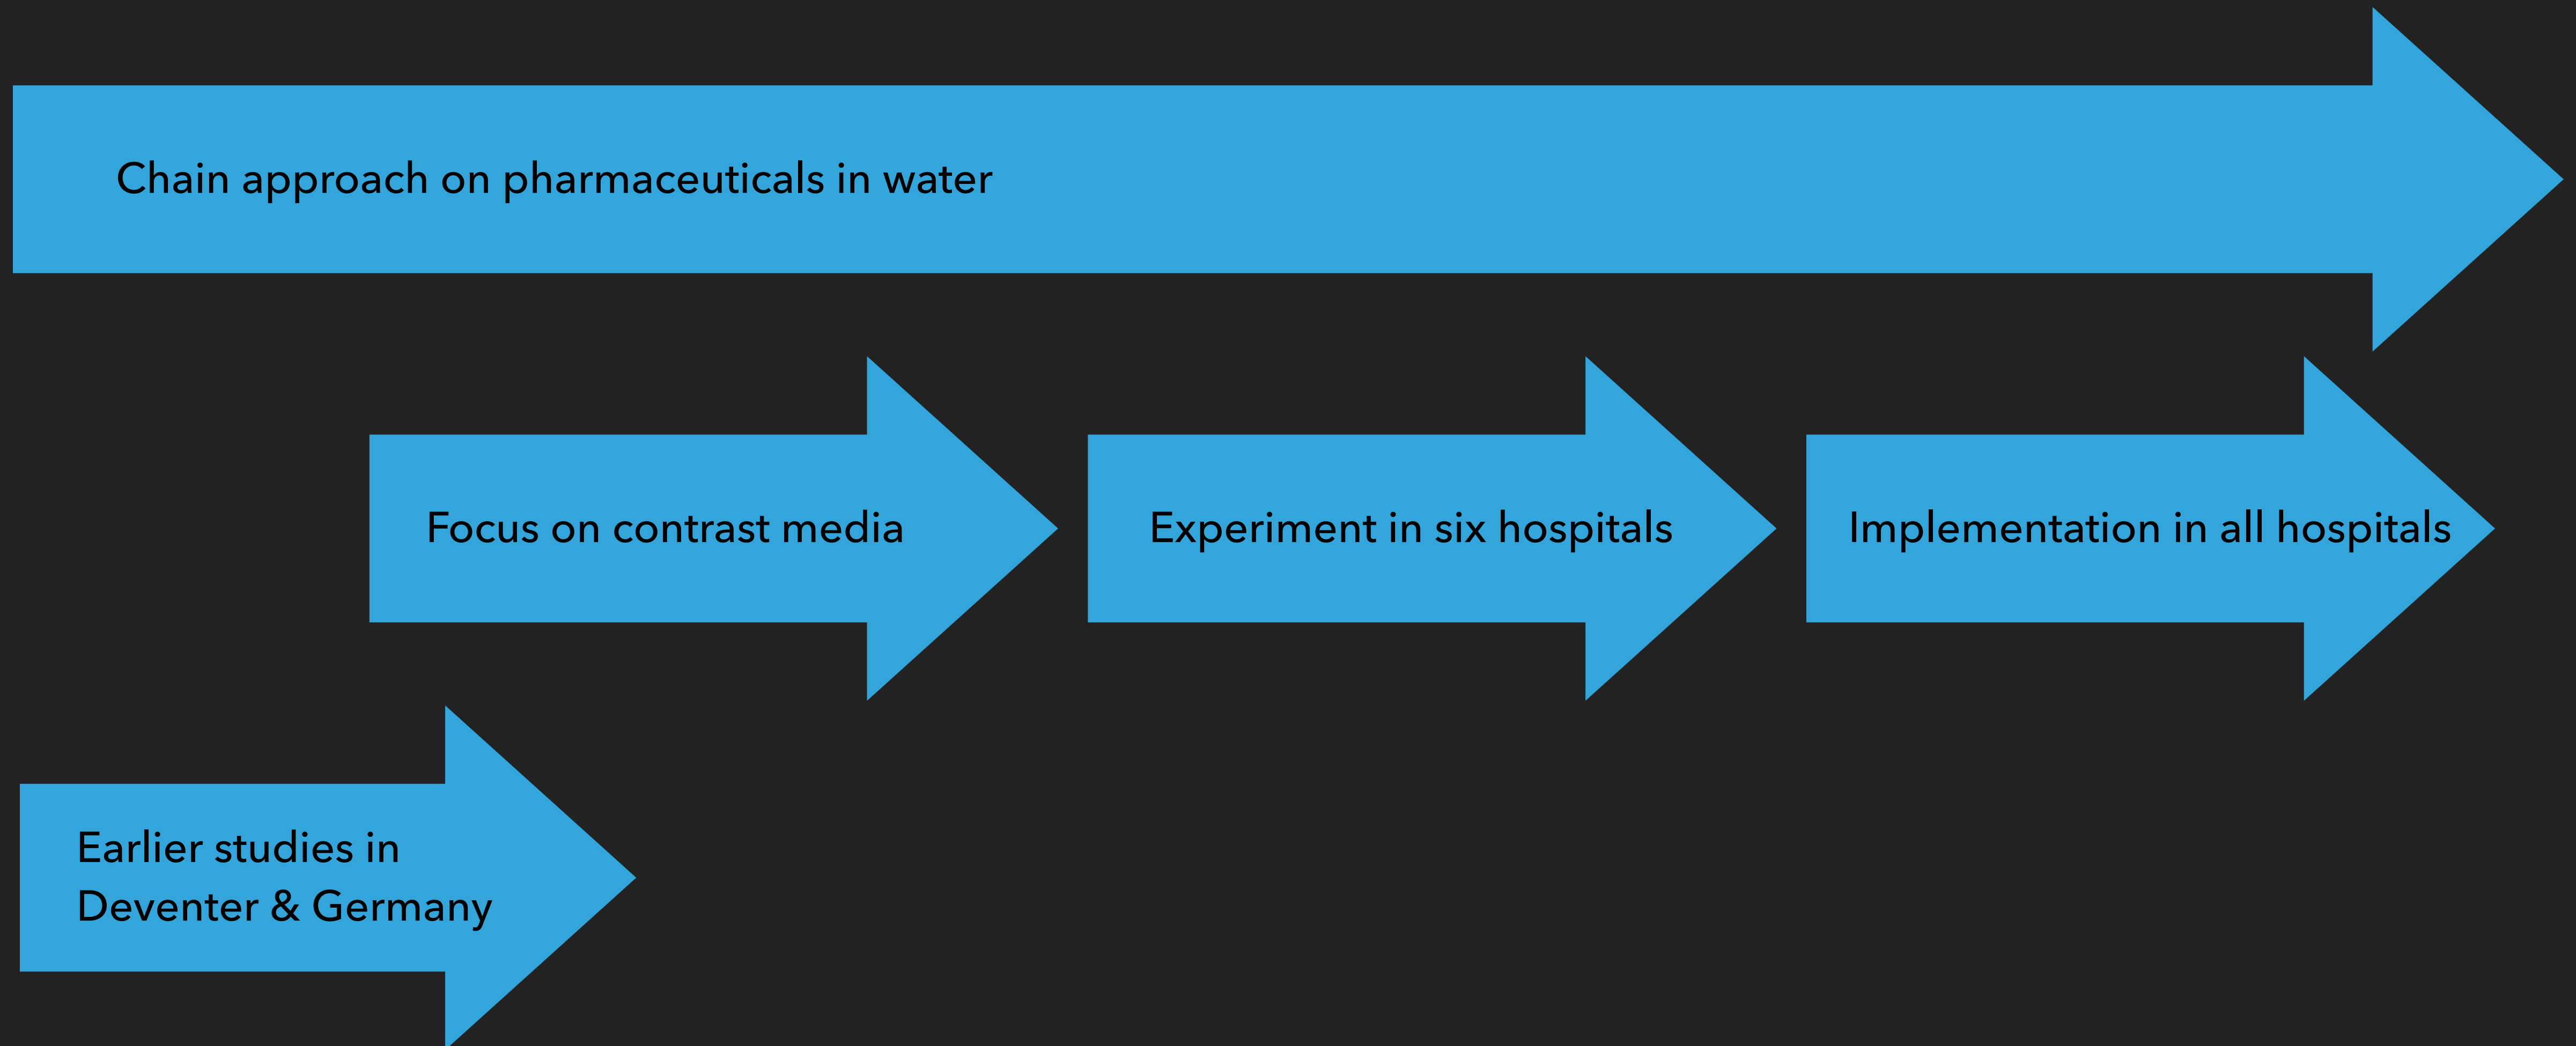 Chain approach on pharmaceuticals in water
Focus on contrast media
Experiment in six hospitals
Implementation in all hospitals
Earlier studies in
Deventer & Germany